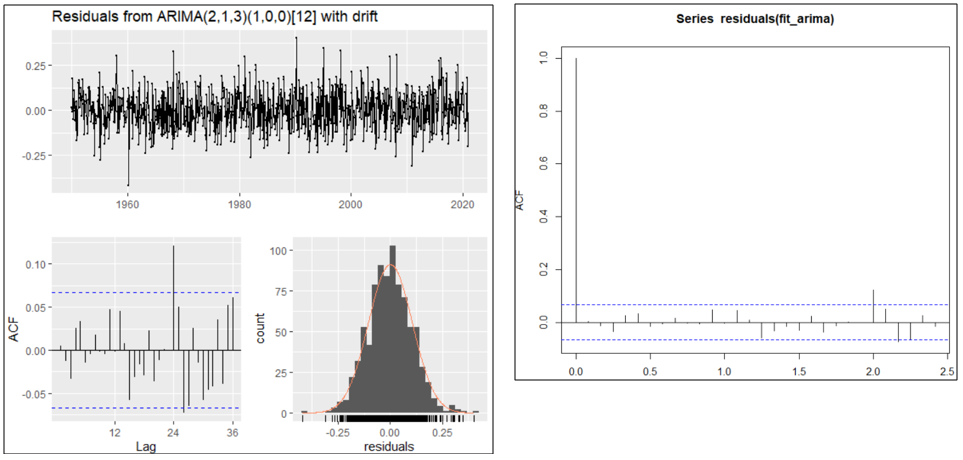 Residuals from ARIMA(2,1,3)(1,0,0)[12] with drift
0.25
0.00
-0.25
1960 1980 2000 2020
ACF
0.10
0.05
0.00
-0.05
12 24 36
Lag
count
100
75
50
25
0
-0.25 0.00 0.25
residuals
Series residuals(fit_arima)
ACF
1.0
0.8
0.6
0.4
0.2
0.0
0.0 0.5 1.0 1.5 2.0 2.5